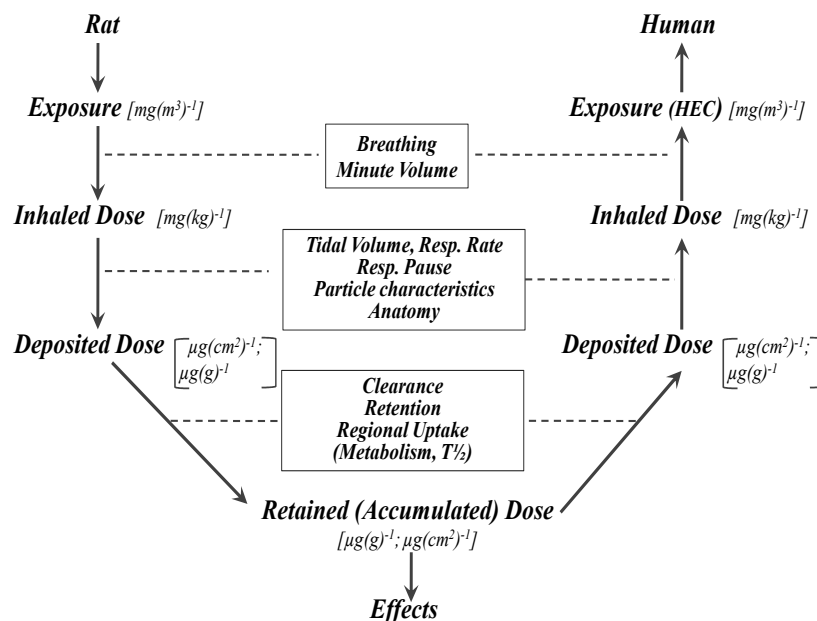 Rat
Human
Exposure [mg(m³)⁻¹]
Exposure (HEC) [mg(m³)⁻¹]
Breathing
Minute Volume
Inhaled Dose [mg(kg)⁻¹]
Inhaled Dose [mg(kg)⁻¹]
Tidal Volume, Resp. Rate
Resp. Pause
Particle characteristics
Anatomy
Deposited Dose [µg(cm²)⁻¹;
µg(g)⁻¹]
Deposited Dose [µg(cm²)⁻¹;
µg(g)⁻¹]
Clearance
Retention
Regional Uptake
(Metabolism, T½)
Retained (Accumulated) Dose
[µg(g)⁻¹; µg(cm²)⁻¹]
Effects